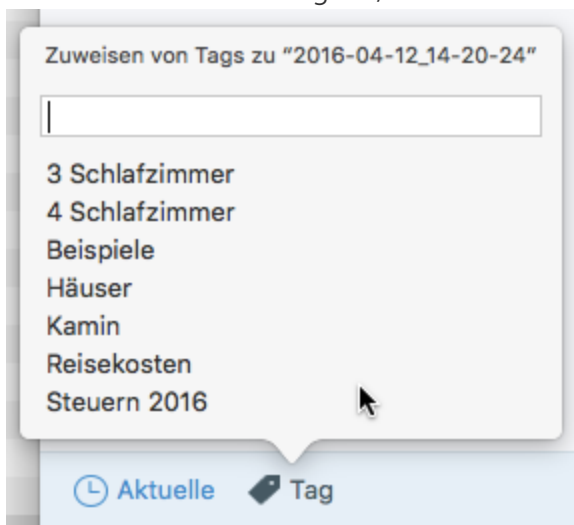 Zuweisen von Tags zu “2016-04-12_14-20-24”
3 Schlafzimmer
4 Schlafzimmer
Beispiele
Häuser
Kamin
Reisekosten
Steuern 2016
Aktuelle Tag